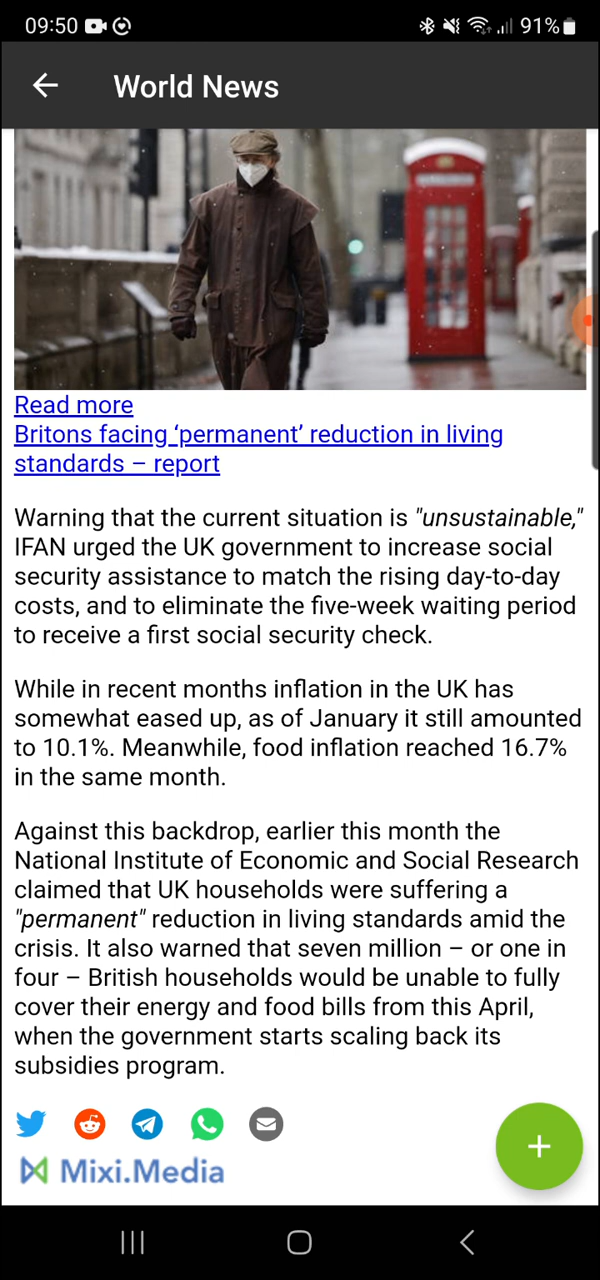 09:50
91%
World News
Read more
Britons facing ‘permanent’ reduction in living
standards – report
Warning that the current situation is "unsustainable,"
IFAN urged the UK government to increase social
security assistance to match the rising day-to-day
costs, and to eliminate the five-week waiting period
to receive a first social security check.
While in recent months inflation in the UK has
somewhat eased up, as of January it still amounted
to 10.1%. Meanwhile, food inflation reached 16.7%
in the same month.
Against this backdrop, earlier this month the
National Institute of Economic and Social Research
claimed that UK households were suffering a
"permanent" reduction in living standards amid the
crisis. It also warned that seven million – or one in
four – British households would be unable to fully
cover their energy and food bills from this April,
when the government starts scaling back its
subsidies program.
Mixi.Media